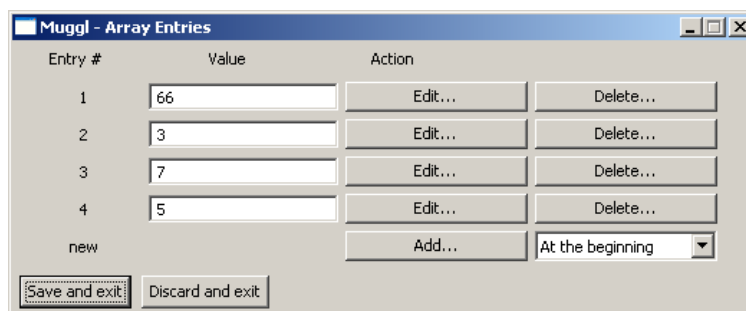 Muggl - Array Entries
Entry # Value Action
1 66 Edit... Delete...
2 3 Edit... Delete...
3 7 Edit... Delete...
4 5 Edit... Delete...
new Add... At the beginning
Save and exit Discard and exit